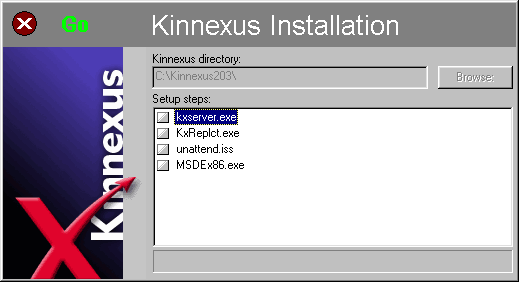 Go Kinnexus Installation
Kinnexus
Kinnexus directory:
C:\Kinnexus203\ Browse:
Setup steps:
kxserver.exe
KxReplct.exe
unattend.iss
MSDEx86.exe